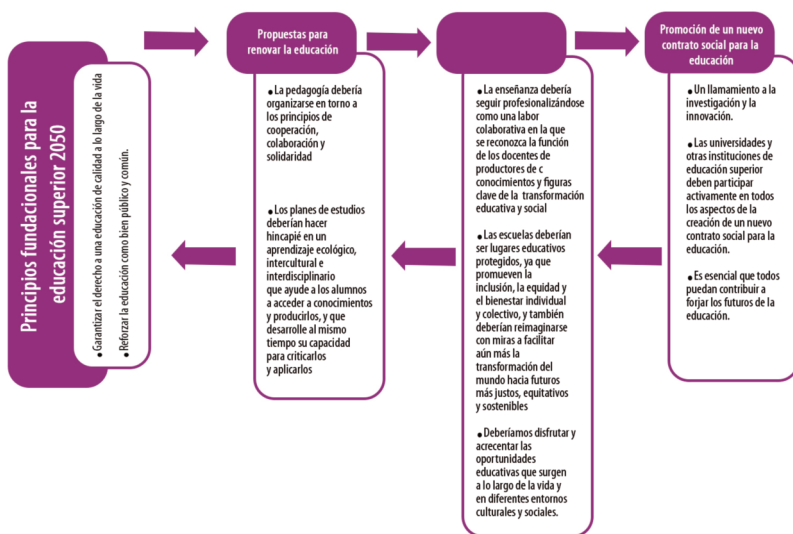 Principios fundacionales para la
educación superior 2050
• Garantizar el derecho a una educación de calidad a lo largo de la vida
• Reforzar la educación como bien público y común.
Propuestas para
renovar la educación
• La pedagogía debería
organizarse en torno a
los principios de
cooperación,
colaboración y
solidaridad
• Los planes de estudios
deberían hacer
hincapié en un
aprendizaje ecológico,
intercultural e
interdisciplinario
que ayude a los alumnos
a acceder a conocimientos
y producirlos, y que
desarrolle al mismo
tiempo su capacidad
para criticarlos
y aplicarlos
• La enseñanza debería
seguir profesionalizándose
como una labor
colaborativa en la que
se reconozca la función
de los docentes de
productores de c
conocimientos y figuras
clave de la transformación
educativa y social
• Las escuelas deberían
ser lugares educativos
protegidos, ya que
promueven la
inclusión, la equidad y
el bienestar individual
y colectivo, y también
deberían reimaginarse
con miras a facilitar
aún más la
transformación del
mundo hacia futuros
más justos, equitativos
y sostenibles
• Deberíamos disfrutar y
acrecentar las
oportunidades
educativas que surgen
a lo largo de la vida y
en diferentes entornos
culturales y sociales.
Promoción de un nuevo
contrato social para la
educación
• Un llamamiento a la
investigación y la
innovación.
• Las universidades y
otras instituciones de
educación superior
deben participar
activamente en todos
los aspectos de la
creación de un nuevo
contrato social para la
educación.
• Es esencial que todos
puedan contribuir a
forjar los futuros de la
educación.